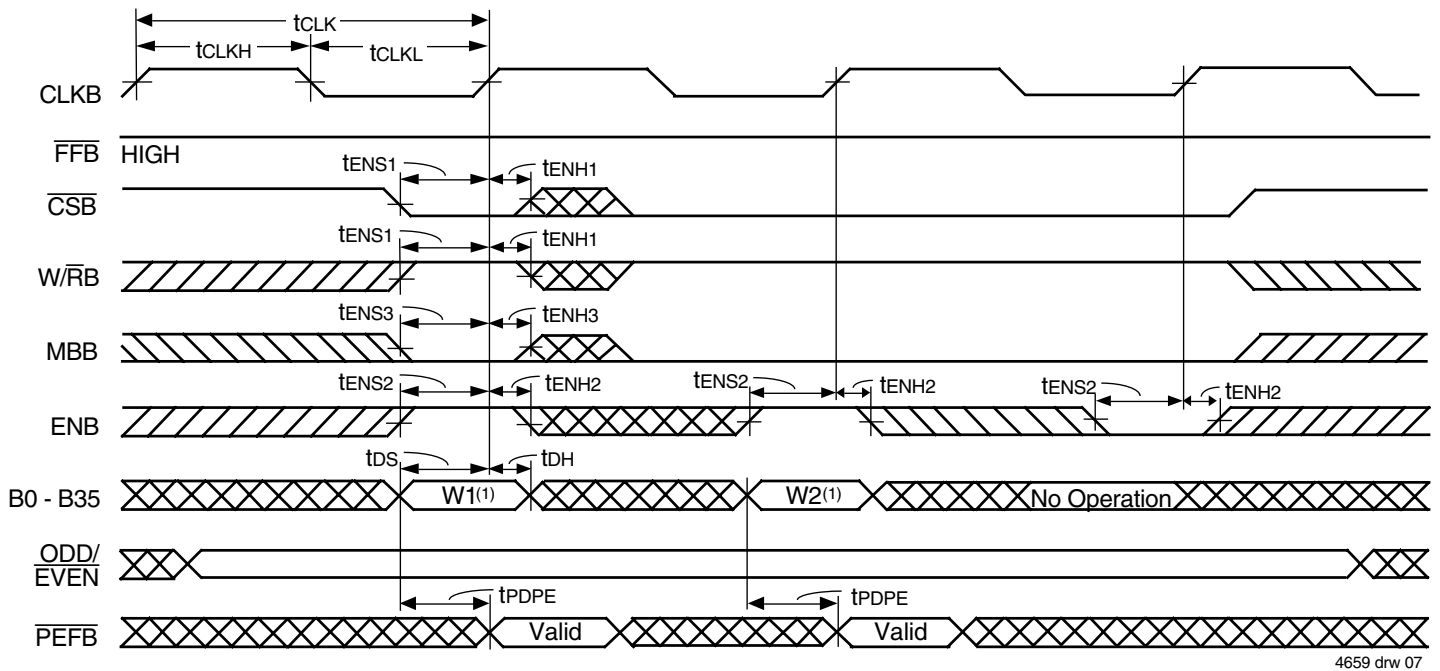 tCLK
tCLKH tCLKL
CLKB
FFB HIGH
tENS1 tENH1
CSB
tENS1 tENH1
W/RB
tENS3 tENH3
MBB
tENS2 tENH2 tENS2 tENH2 tENS2 tENH2
ENB
tDS tDH
B0 - B35 W1(1) W2(1) No Operation
ODD/
EVEN
tPDPE tPDPE
PEFB Valid Valid
4659 drw 07